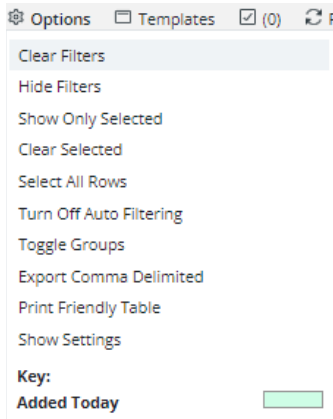 Options Templates (0)
Clear Filters
Hide Filters
Show Only Selected
Clear Selected
Select All Rows
Turn Off Auto Filtering
Toggle Groups
Export Comma Delimited
Print Friendly Table
Show Settings
Key:
Added Today